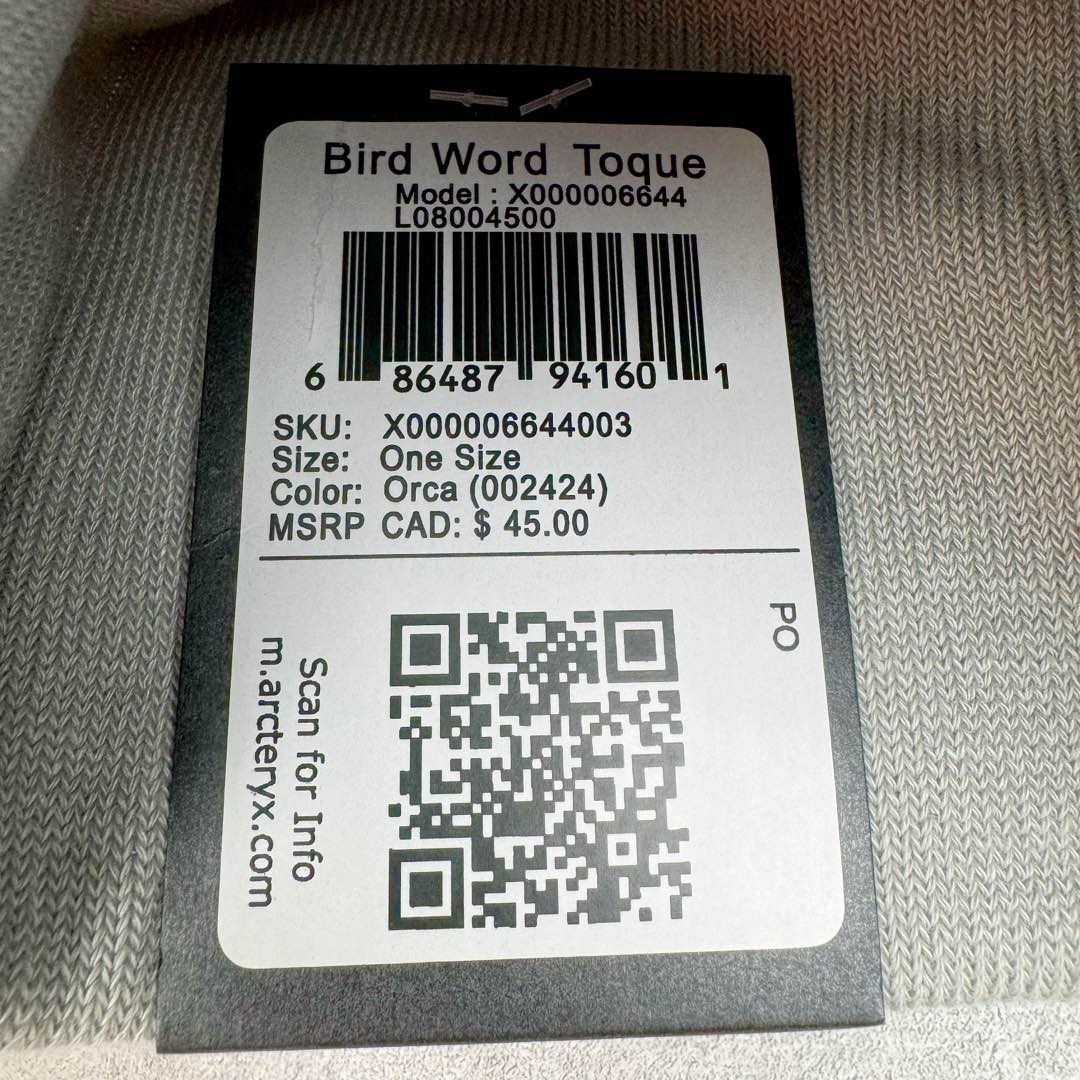 Bird Word Toque
Model : X000006644
L08004500
6 86487 94160 1
SKU: X000006644003
Size: One Size
Color: Orca (002424)
MSRP CAD: $ 45.00
PO
Scan for Info
m.arcteryx.com